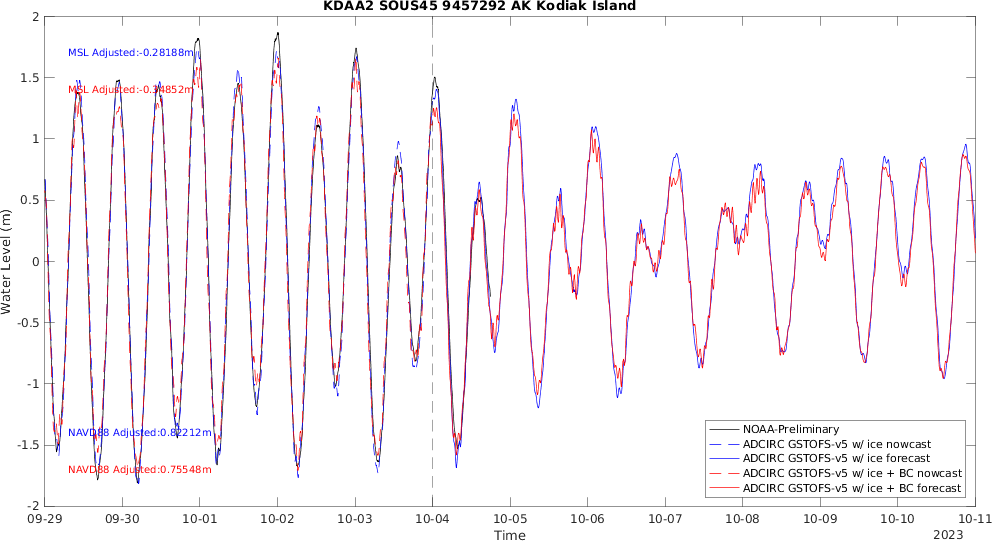 KDAA2 SOUS45 9457292 AK Kodiak Island
2
1.5
1
0.5
0
-0.5
-1
-1.5
-2
Water Level (m)
MSL Adjusted:-0.28188m
MSL Adjusted:-0.34852m
NAVD88 Adjusted:0.82212m
NAVD88 Adjusted:0.75548m
NOAA-Preliminary
ADCIRC GSTOFS-v5 w/ ice nowcast
ADCIRC GSTOFS-v5 w/ ice forecast
ADCIRC GSTOFS-v5 w/ ice + BC nowcast
ADCIRC GSTOFS-v5 w/ ice + BC forecast
09-29 09-30 10-01 10-02 10-03 10-04 10-05 10-06 10-07 10-08 10-09 10-10 10-11
Time
2023